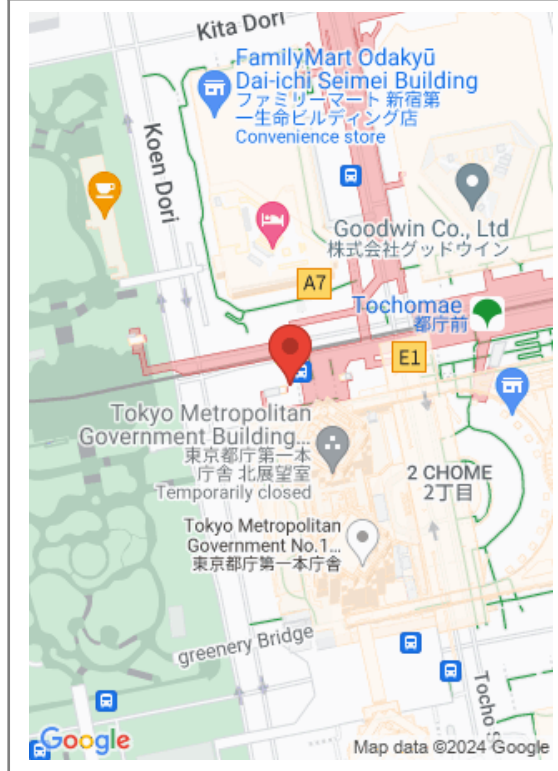 Kita Dori
FamilyMart Odakyū
Dai-ichi Seimei Building
ファミリーマート 新宿第
一生命ビルディング店
Convenience store
Koen Dori
Goodwin Co., Ltd
株式会社グッドウイン
A7
Tochomae
都庁前
E1
Tokyo Metropolitan
Government Building...
東京都庁第一本
庁舎 北展望室
Temporarily closed
2 CHOME
2丁目
Tokyo Metropolitan
Government No.1...
東京都庁第一本庁舎
greenery Bridge
Tocho
Google
Map data ©2024 Google